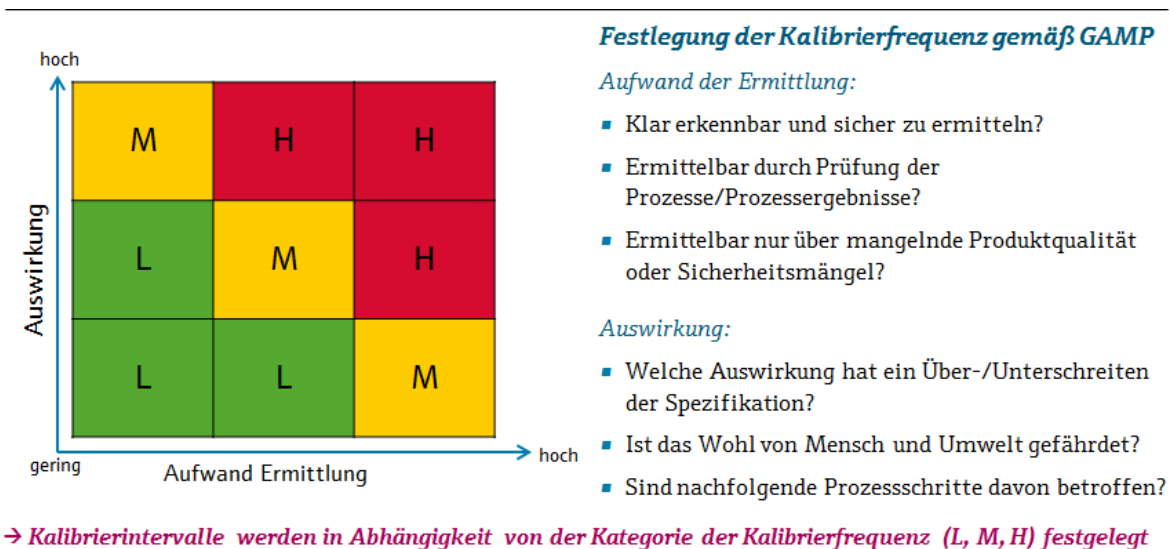 hoch
M H H
L M H
L L M
Auswirkung
gering
Aufwand Ermittlung
hoch
Festlegung der Kalibrierfrequenz gemäß GAMP
Aufwand der Ermittlung:
▪ Klar erkennbar und sicher zu ermitteln?
▪ Ermittelbar durch Prüfung der
Prozesse/Prozessergebnisse?
▪ Ermittelbar nur über mangelnde Produktqualität
oder Sicherheitsmängel?
Auswirkung:
▪ Welche Auswirkung hat ein Über-/Unterschreiten
der Spezifikation?
▪ Ist das Wohl von Mensch und Umwelt gefährdet?
▪ Sind nachfolgende Prozessschritte davon betroffen?
→ Kalibrierintervalle werden in Abhängigkeit von der Kategorie der Kalibrierfrequenz (L, M, H) festgelegt